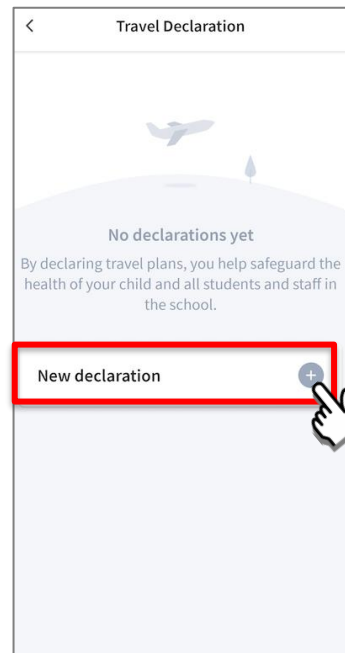 Travel Declaration
No declarations yet
By declaring travel plans, you help safeguard the
health of your child and all students and staff in
the school.
New declaration